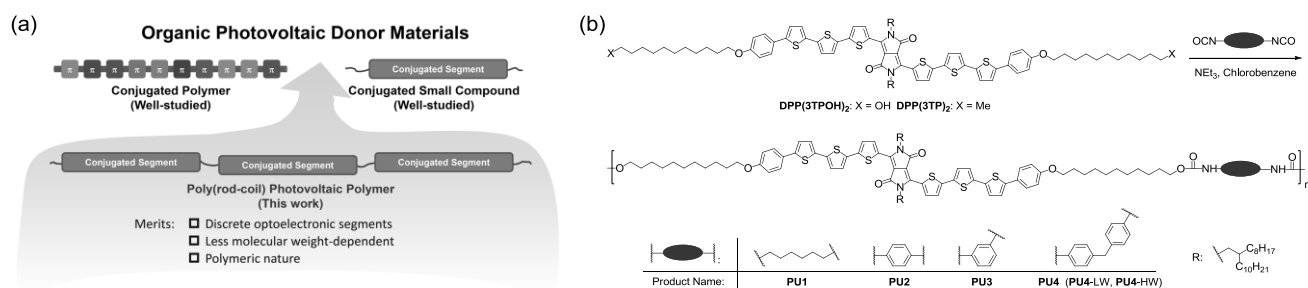 (a)
Organic Photovoltaic Donor Materials
π π π π π π π π π
Conjugated Polymer
(Well-studied)
Conjugated Segment
Conjugated Small Compound
(Well-studied)
Conjugated Segment Conjugated Segment Conjugated Segment
Poly(rod-coil) Photovoltaic Polymer
(This work)
Merits: Discrete optoelectronic segments
Less molecular weight-dependent
Polymeric nature
(b)
X O S S S O R N N R O S S S O X
OCN NCO
NEt₃, Chlorobenzene
DPP(3TPOH)₂: X = OH DPP(3TP)₂: X = Me
O O S S S O R N N R O S S S O O O NH NH O n
:
R: C₈H₁₇
C₁₀H₂₁
Product Name: PU1 PU2 PU3 PU4 (PU4-LW, PU4-HW)